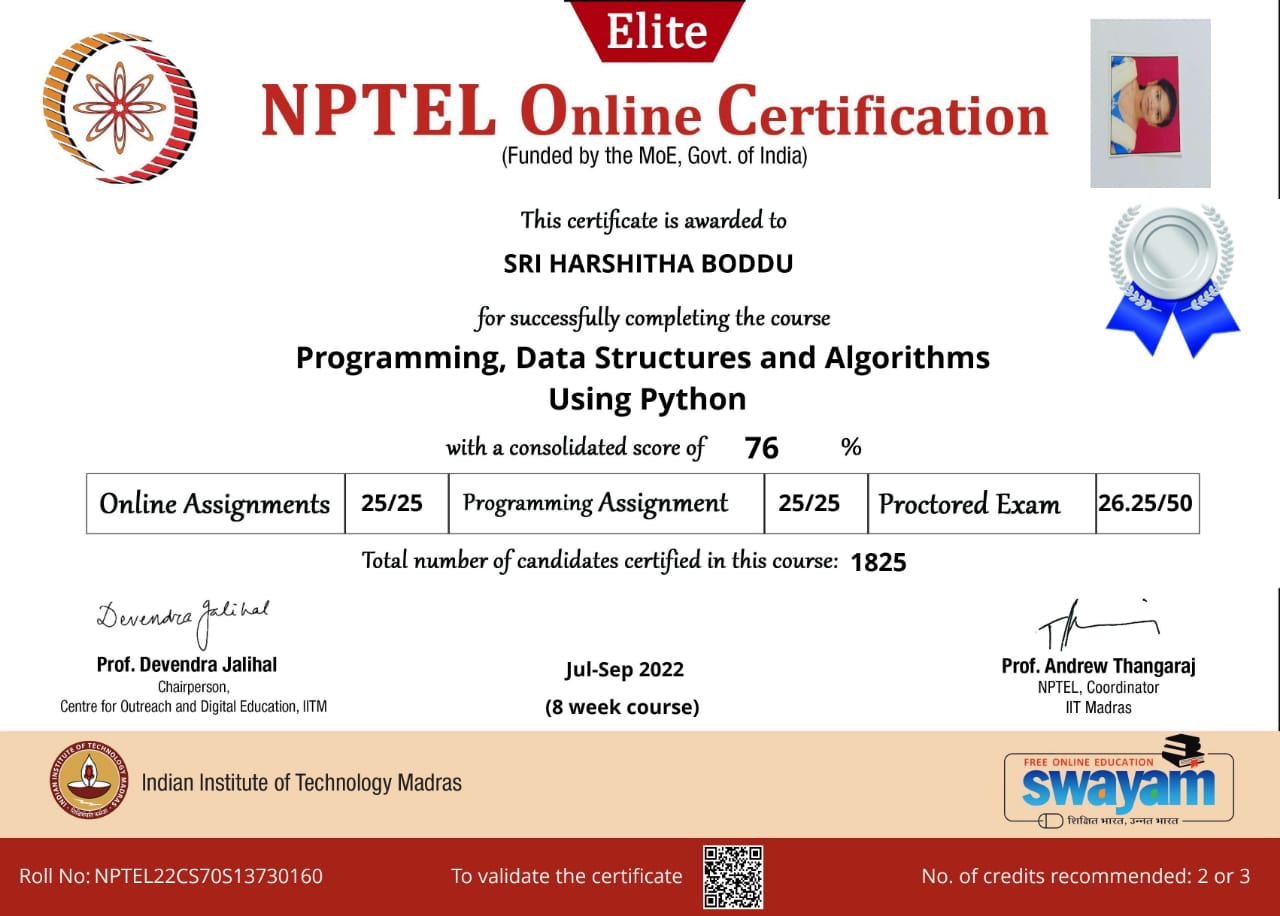 Elite
NPTEL Online Certification
(Funded by the MoE, Govt. of India)
This certificate is awarded to
SRI HARSHITHA BODDU
for successfully completing the course
Programming, Data Structures and Algorithms
Using Python
with a consolidated score of 76 %
Online Assignments 25/25 Programming Assignment 25/25 Proctored Exam 26.25/50
Total number of candidates certified in this course: 1825
Devendra Jalihal
Prof. Devendra Jalihal
Chairperson,
Centre for Outreach and Digital Education, IITM
Jul-Sep 2022
(8 week course)
Prof. Andrew Thangaraj
NPTEL, Coordinator
IIT Madras
INDIAN INSTITUTE OF TECHNOLOGY MADRAS
Indian Institute of Technology Madras
FREE ONLINE EDUCATION
swayam
शिक्षित भारत, उन्नत भारत
Roll No: NPTEL22CS70S13730160
To validate the certificate
No. of credits recommended: 2 or 3